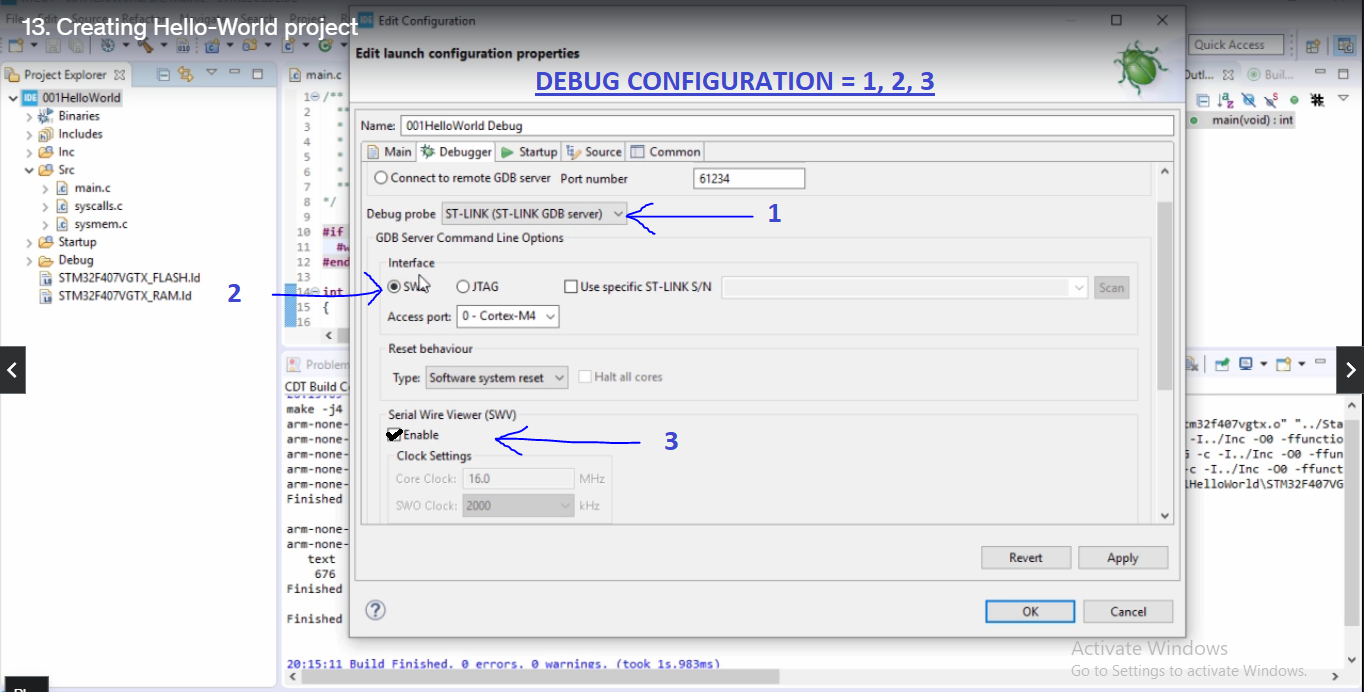 13. Creating Hello-World project
Edit Configuration
Edit launch configuration properties
DEBUG CONFIGURATION = 1, 2, 3
Quick Access
Project Explorer
main.c
Outl...
Buil...
001HelloWorld
Binaries
Includes
Inc
Src
main.c
syscalls.c
sysmem.c
Startup
Debug
STM32F407VGTX_FLASH.ld
STM32F407VGTX_RAM.ld
1 /**
2
3
4
5
6
7
8 */
9
10 #if
11 #w
12 #end
13
14 int
15 {
16
main(void) : int
Name: 001HelloWorld Debug
Main Debugger Startup Source Common
Connect to remote GDB server Port number 61234
Debug probe ST-LINK (ST-LINK GDB server)
1
GDB Server Command Line Options
Interface
2
JTAG
Use specific ST-LINK S/N
Scan
Access port: 0 - Cortex-M4
Reset behaviour
Type: Software system reset Halt all cores
Serial Wire Viewer (SWV)
Enable
3
Clock Settings
Core Clock: 16.0 MHz
SWO Clock: 2000 kHz
Revert
Apply
OK
Cancel
Problem
CDT Build C
make -j4
arm-none-
arm-none-
arm-none-
arm-none-
arm-none-
Finished
arm-none-
arm-none-
text
676
Finished
Finished
m32f407vgtx.o" "../Sta
-I../Inc -O0 -ffunctio
-c -I../Inc -O0 -ffun
-c -I../Inc -O0 -ffunct
HelloWorld\STM32F407VG
20:15:11 Build Finished. 0 errors, 0 warnings. (took 1s.983ms)
Activate Windows
Go to Settings to activate Windows.